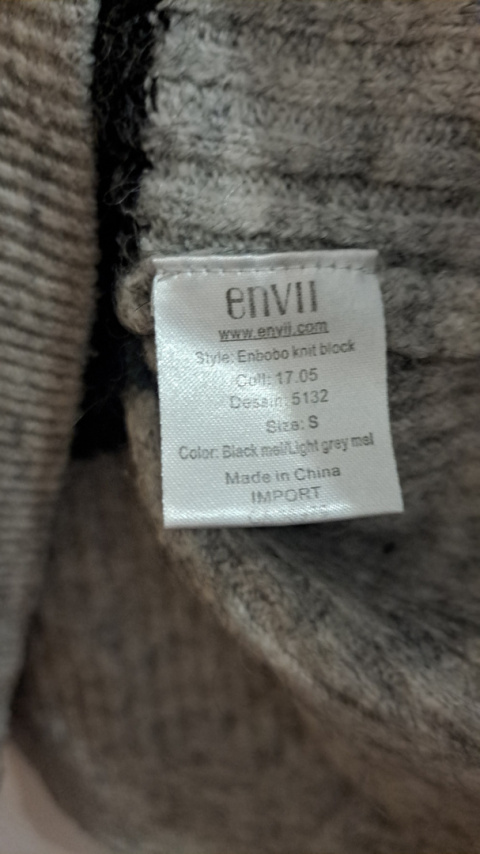 envii
www.envii.com
Style: Enbobo knit block
Coll: 17.05
Desain: 5132
Size: S
Color: Black mel/Light grey mel
Made in China
IMPORT